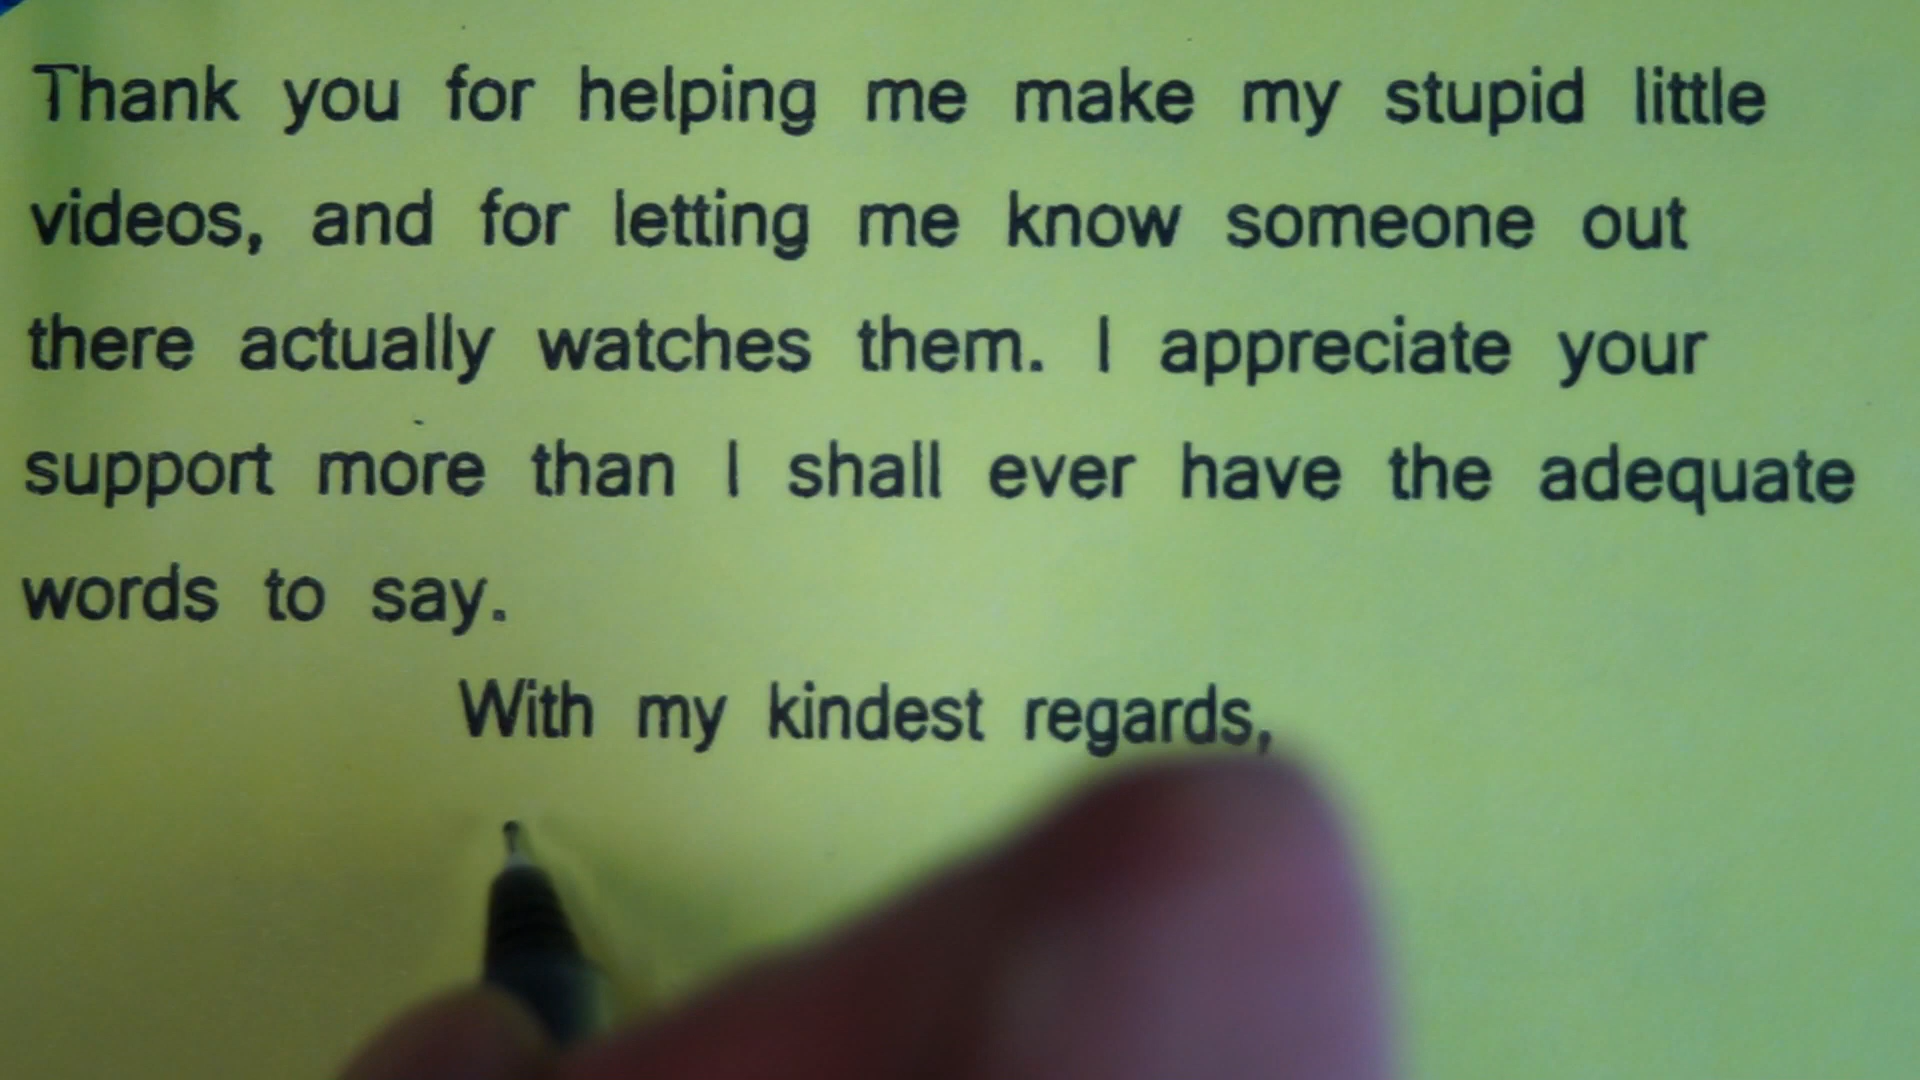 Thank you for helping me make my stupid little
videos, and for letting me know someone out
there actually watches them. I appreciate your
support more than I shall ever have the adequate
words to say.
With my kindest regards,